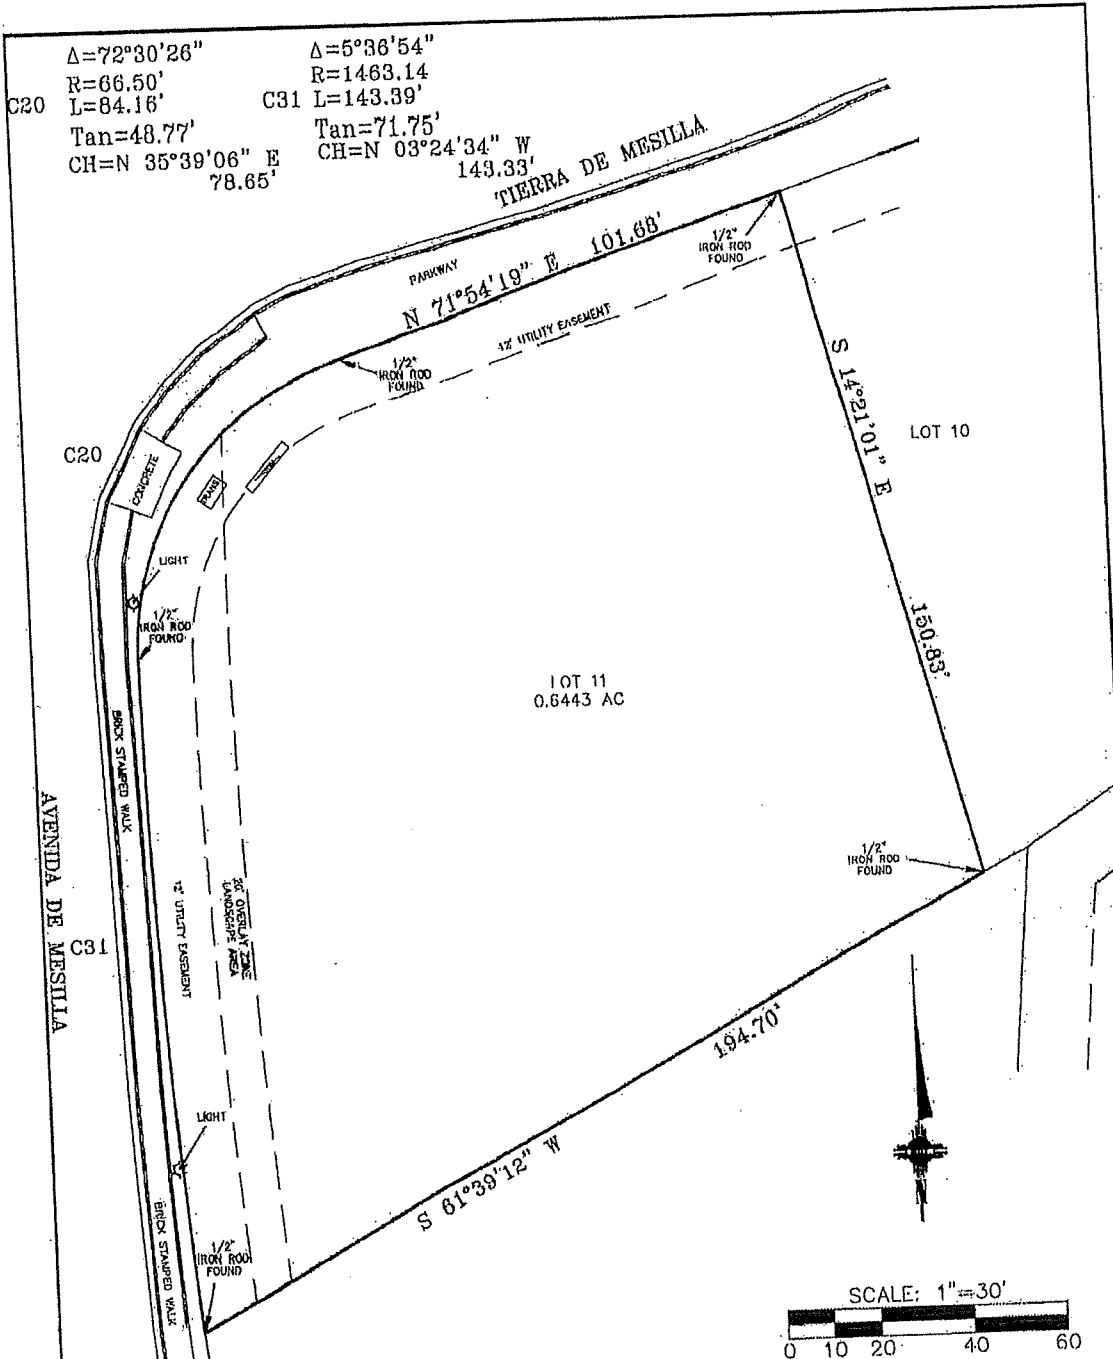 Δ=72°30'26"
R=66.50'
C20 L=84.16'
Tan=48.77'
CH=N 35°39'06" E
78.65'
Δ=5°36'54"
R=1463.14
C31 L=143.39'
Tan=71.75'
CH=N 03°24'34" W
143.33'
TIERRA DE MESILLA
PARKWAY
N 71°54'19" E 101.68'
1/2"
IRON ROD
FOUND
12' UTILITY EASEMENT
1/2"
IRON ROD
FOUND
S 14°21'01" E
150.83'
LOT 10
C20
CONCRETE
TRANS
LIGHT
1/2"
IRON ROD
FOUND
LOT 11
0.6443 AC
BRICK STAMPED WALK
AVENIDA DE MESILLA
C31
12' UTILITY EASEMENT
20' OVERLAY ZONE
LANDSCAPE AREA
1/2"
IRON ROD
FOUND
194.70'
S 61°39'12" W
LIGHT
BRICK STAMPED WALK
1/2"
IRON ROD
FOUND
SCALE: 1"=30'
0 10 20 40 60